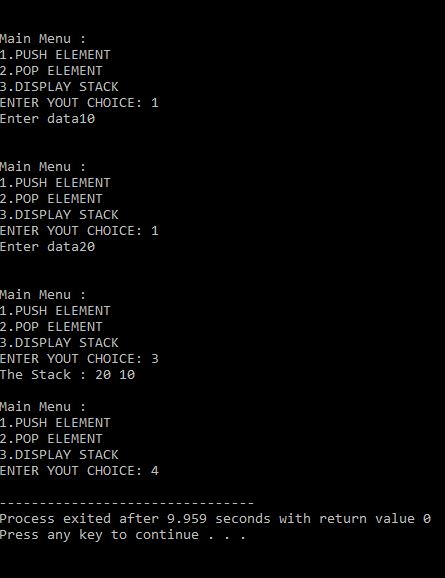 Main Menu :
1.PUSH ELEMENT
2.POP ELEMENT
3.DISPLAY STACK
ENTER YOUT CHOICE: 1
Enter data10
Main Menu :
1.PUSH ELEMENT
2.POP ELEMENT
3.DISPLAY STACK
ENTER YOUT CHOICE: 1
Enter data20
Main Menu :
1.PUSH ELEMENT
2.POP ELEMENT
3.DISPLAY STACK
ENTER YOUT CHOICE: 3
The Stack : 20 10
Main Menu :
1.PUSH ELEMENT
2.POP ELEMENT
3.DISPLAY STACK
ENTER YOUT CHOICE: 4
--------------------------------
Process exited after 9.959 seconds with return value 0
Press any key to continue . . .